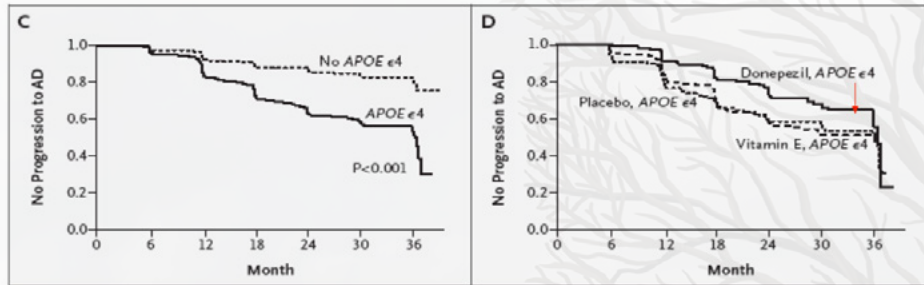 C
No Progression to AD
1.0
0.8
0.6
0.4
0.2
0.0
No APOE ϵ4
APOE ϵ4
P<0.001
0 6 12 18 24 30 36
Month
D
No Progression to AD
1.0
0.8
0.6
0.4
0.2
0.0
Donepezil, APOE ϵ4
Placebo, APOE ϵ4
Vitamin E, APOE ϵ4
0 6 12 18 24 30 36
Month